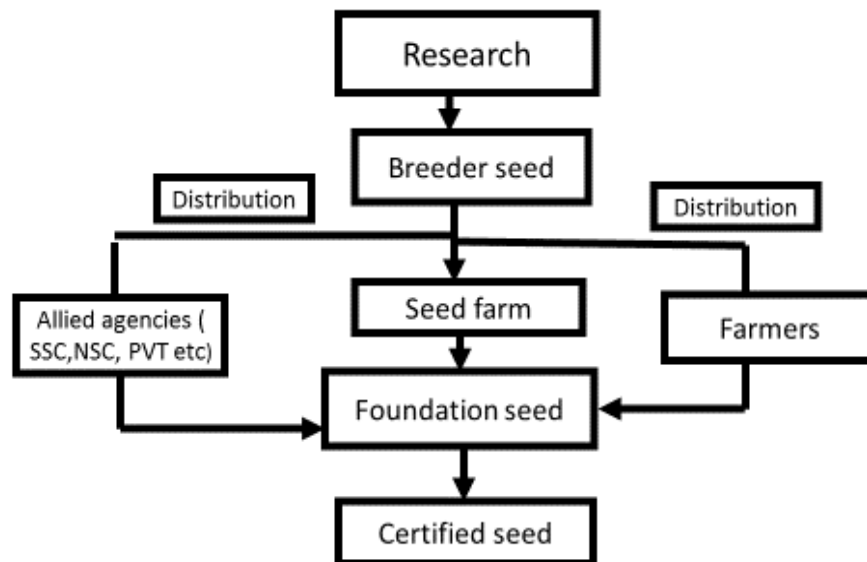 Research
Breeder seed
Distribution
Distribution
Allied agencies (
SSC,NSC, PVT etc)
Seed farm
Farmers
Foundation seed
Certified seed